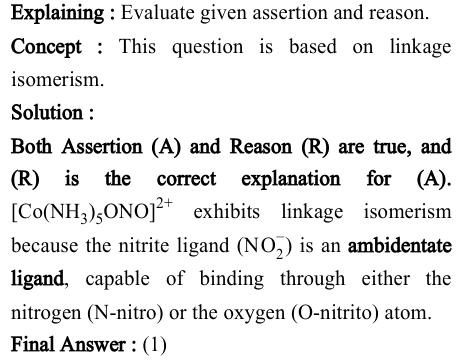 Explaining : Evaluate given assertion and reason.
Concept : This question is based on linkage
isomerism.
Solution :
Both Assertion (A) and Reason (R) are true, and
(R) is the correct explanation for (A).
[Co(NH₃)₅ONO]²⁺ exhibits linkage isomerism
because the nitrite ligand (NO₂⁻) is an ambidentate
ligand, capable of binding through either the
nitrogen (N-nitro) or the oxygen (O-nitrito) atom.
Final Answer : (1)